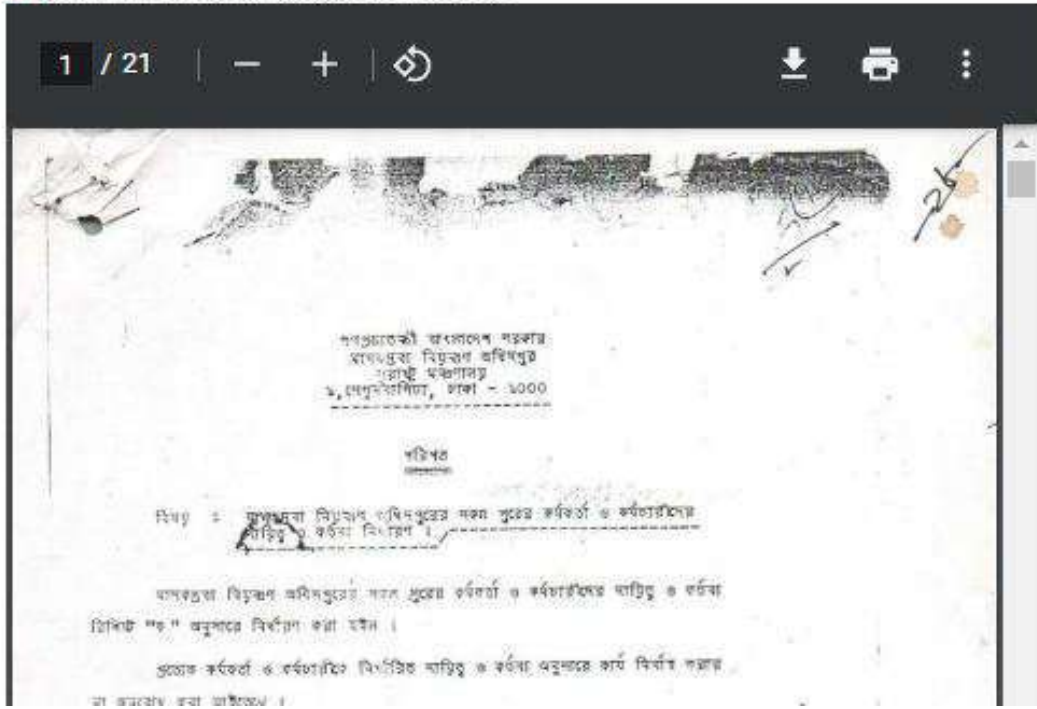 1 / 21
26
গণপ্রজাতন্ত্রী বাংলাদেশ সরকার
মাদকদ্রব্য নিয়ন্ত্রণ অধিদপ্তর
স্বরাষ্ট্র মন্ত্রণালয়
ঢাকা - ১০০০
পরিপত্র
বিষয় : মাদকদ্রব্য নিয়ন্ত্রণ অধিদপ্তরের সকল স্তরের কর্মকর্তা ও কর্মচারীদের
দায়িত্ব ও কর্তব্য নির্ধারণ ।
মাদকদ্রব্য নিয়ন্ত্রণ অধিদপ্তরের সকল স্তরের কর্মকর্তা ও কর্মচারীদের দায়িত্ব ও কর্তব্য
"ক" অনুসারে নির্ধারণ করা হইল ।
প্রত্যেক কর্মকর্তা ও কর্মচারীকে নির্ধারিত দায়িত্ব ও কর্তব্য অনুসারে কার্য নির্বাহ করার